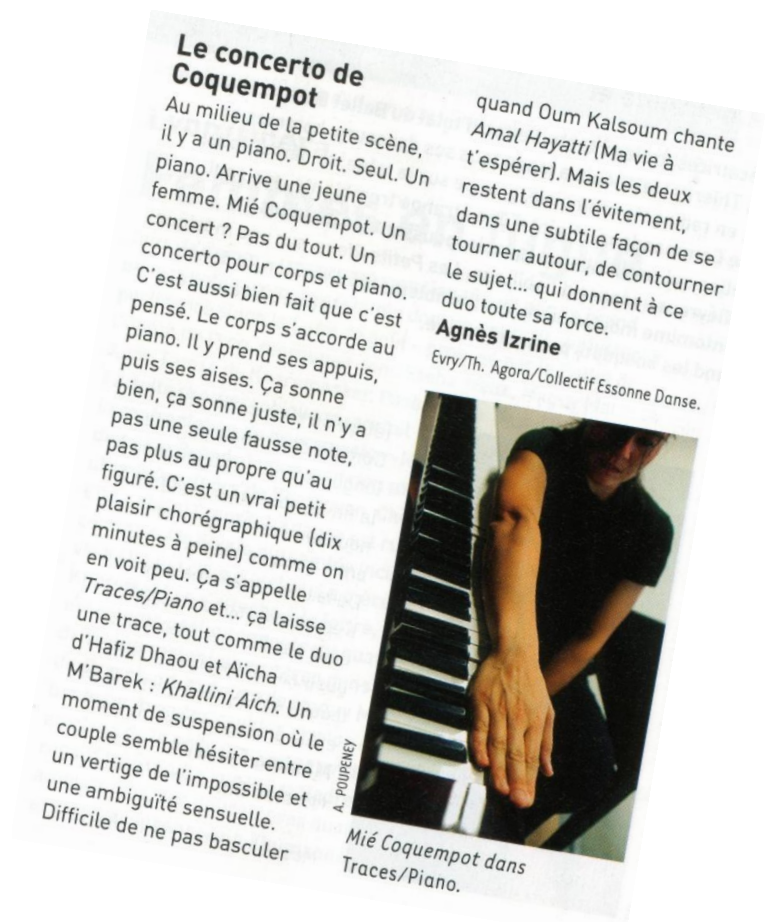 Le concerto de
Coquempot
Au milieu de la petite scène,
il y a un piano. Droit. Seul. Un
piano. Arrive une jeune
femme. Mié Coquempot. Un
concert ? Pas du tout. Un
concerto pour corps et piano.
C'est aussi bien fait que c'est
pensé. Le corps s'accorde au
piano. Il y prend ses appuis,
puis ses aises. Ça sonne
bien, ça sonne juste, il n'y a
pas une seule fausse note,
pas plus au propre qu'au
figuré. C'est un vrai petit
plaisir chorégraphique (dix
minutes à peine) comme on
en voit peu. Ça s'appelle
Traces/Piano et... ça laisse
une trace, tout comme le duo
d'Hafiz Dhaou et Aïcha
M'Barek : Khallini Aich. Un
moment de suspension où le
couple semble hésiter entre
un vertige de l'impossible et
une ambiguïté sensuelle.
Difficile de ne pas basculer
quand Oum Kalsoum chante
Amal Hayatti (Ma vie à
t'espérer). Mais les deux
restent dans l'évitement,
dans une subtile façon de se
tourner autour, de contourner
le sujet... qui donnent à ce
duo toute sa force.
Agnès Izrine
Evry/Th. Agora/Collectif Essonne Danse.
A. POUPENEY
Mié Coquempot dans
Traces/Piano.